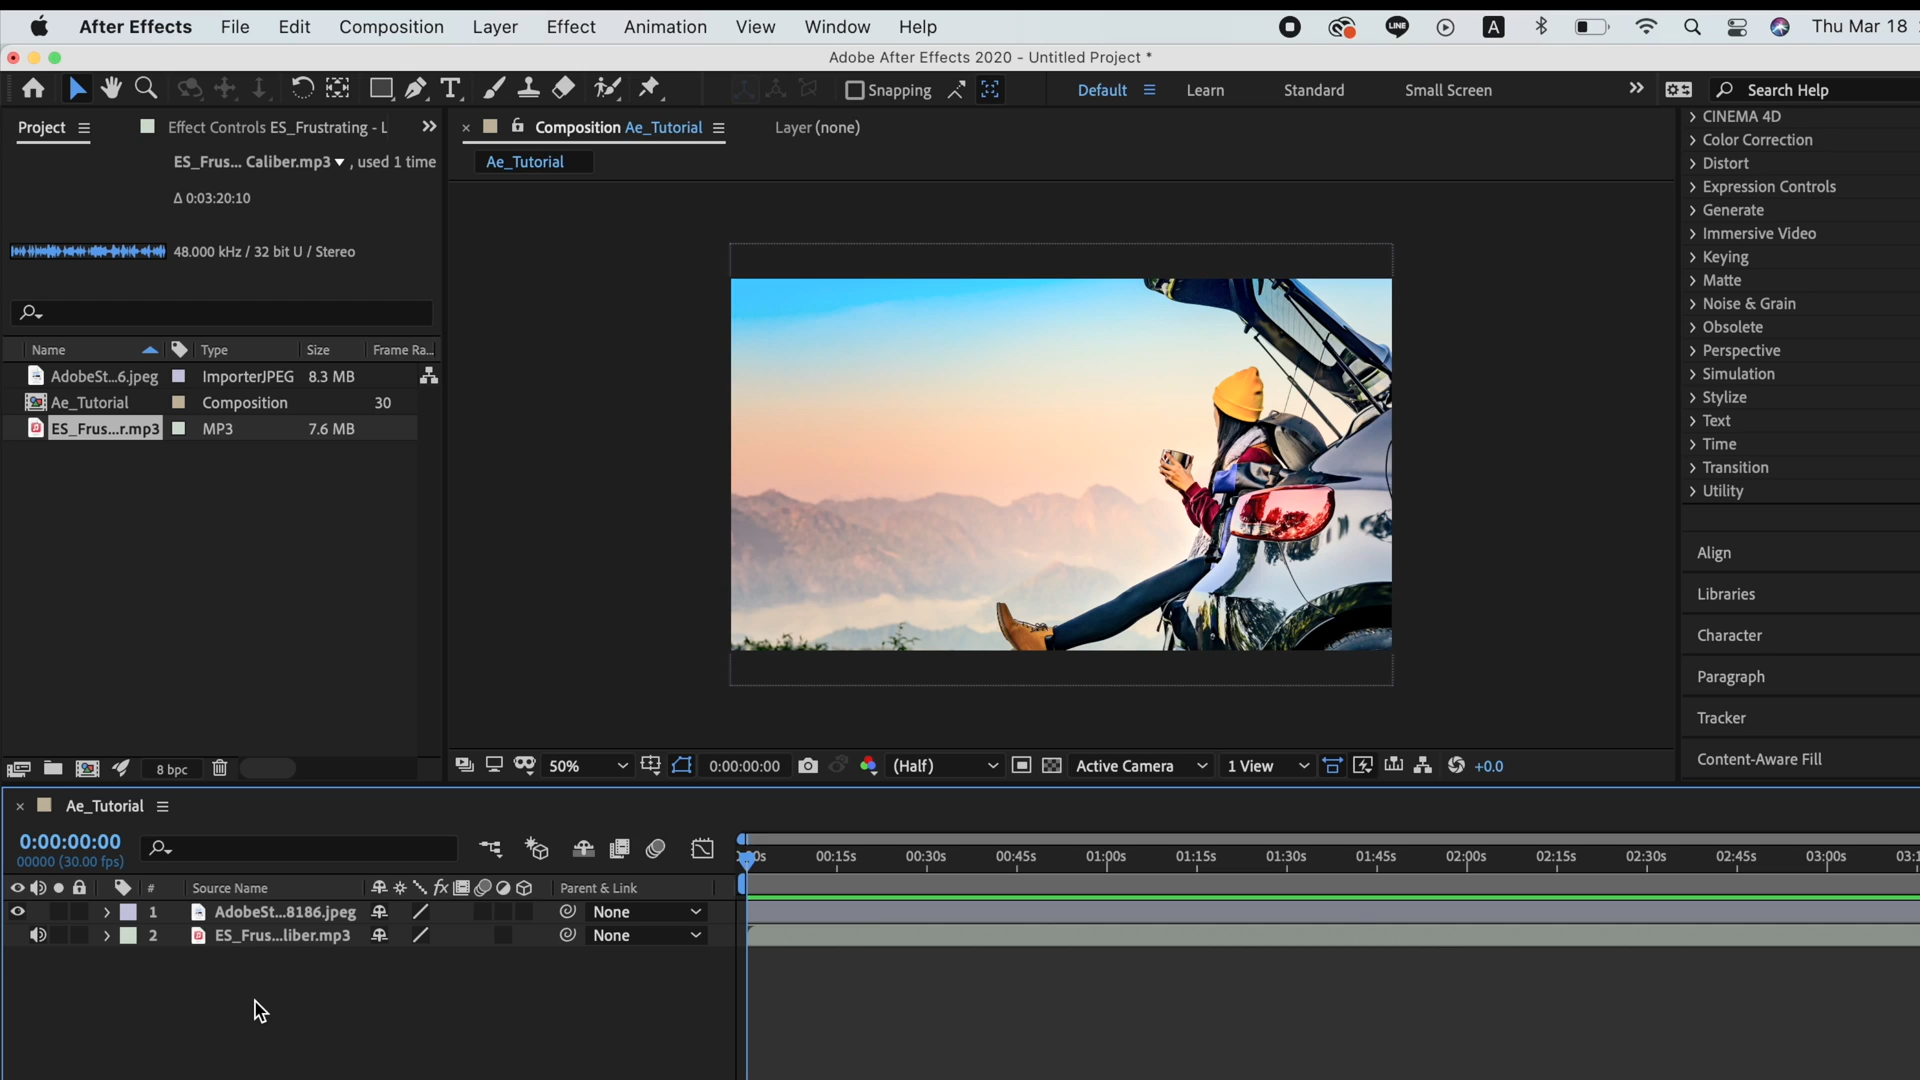 After Effects File Edit Composition Layer Effect Animation View Window Help LINE A Thu Mar 18
Adobe After Effects 2020 - Untitled Project *
T Snapping Default Learn Standard Small Screen Search Help
Project Effect Controls ES_Frustrating - L
Composition Ae_Tutorial Layer (none)
ES_Frus... Caliber.mp3 , used 1 time
Ae_Tutorial
Δ 0:03:20:10
48.000 kHz / 32 bit U / Stereo
Name Type Size Frame Ra...
AdobeSt...6.jpeg ImporterJPEG 8.3 MB
Ae_Tutorial Composition 30
ES_Frus...r.mp3 MP3 7.6 MB
CINEMA 4D
Color Correction
Distort
Expression Controls
Generate
Immersive Video
Keying
Matte
Noise & Grain
Obsolete
Perspective
Simulation
Stylize
Text
Time
Transition
Utility
Align
Libraries
Character
Paragraph
Tracker
Content-Aware Fill
8 bpc
50% 0:00:00:00 (Half) Active Camera 1 View +0.0
Ae_Tutorial
0:00:00:00
00000 (30.00 fps)
00:15s 00:30s 00:45s 01:00s 01:15s 01:30s 01:45s 02:00s 02:15s 02:30s 02:45s 03:00s
# Source Name fx Parent & Link
1 AdobeSt...8186.jpeg None
2 ES_Frus...liber.mp3 None